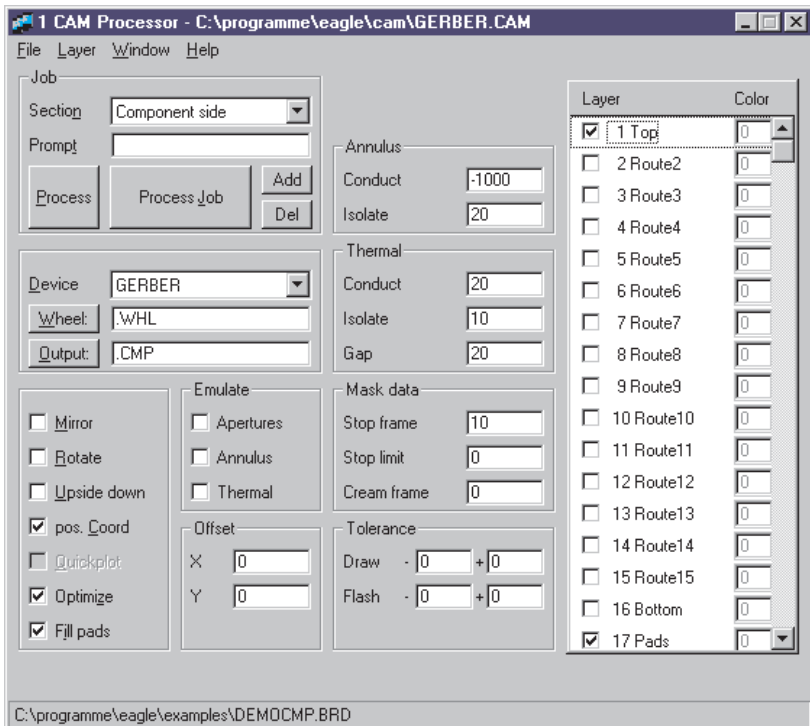 1 CAM Processor - C:\programme\eagle\cam\GERBER.CAM
File Layer Window Help
Job
Section Component side
Prompt
Process Process Job Add
Del
Device GERBER
Wheel: .WHL
Output: .CMP
Mirror
Rotate
Upside down
pos. Coord
Quickplot
Optimize
Fill pads
Emulate
Apertures
Annulus
Thermal
Offset
X 0
Y 0
Annulus
Conduct -1000
Isolate 20
Thermal
Conduct 20
Isolate 10
Gap 20
Mask data
Stop frame 10
Stop limit 0
Cream frame 0
Tolerance
Draw - 0 + 0
Flash - 0 + 0
Layer Color
1 Top 0
2 Route2 0
3 Route3 0
4 Route4 0
5 Route5 0
6 Route6 0
7 Route7 0
8 Route8 0
9 Route9 0
10 Route10 0
11 Route11 0
12 Route12 0
13 Route13 0
14 Route14 0
15 Route15 0
16 Bottom 0
17 Pads 0
C:\programme\eagle\examples\DEMOCMP.BRD